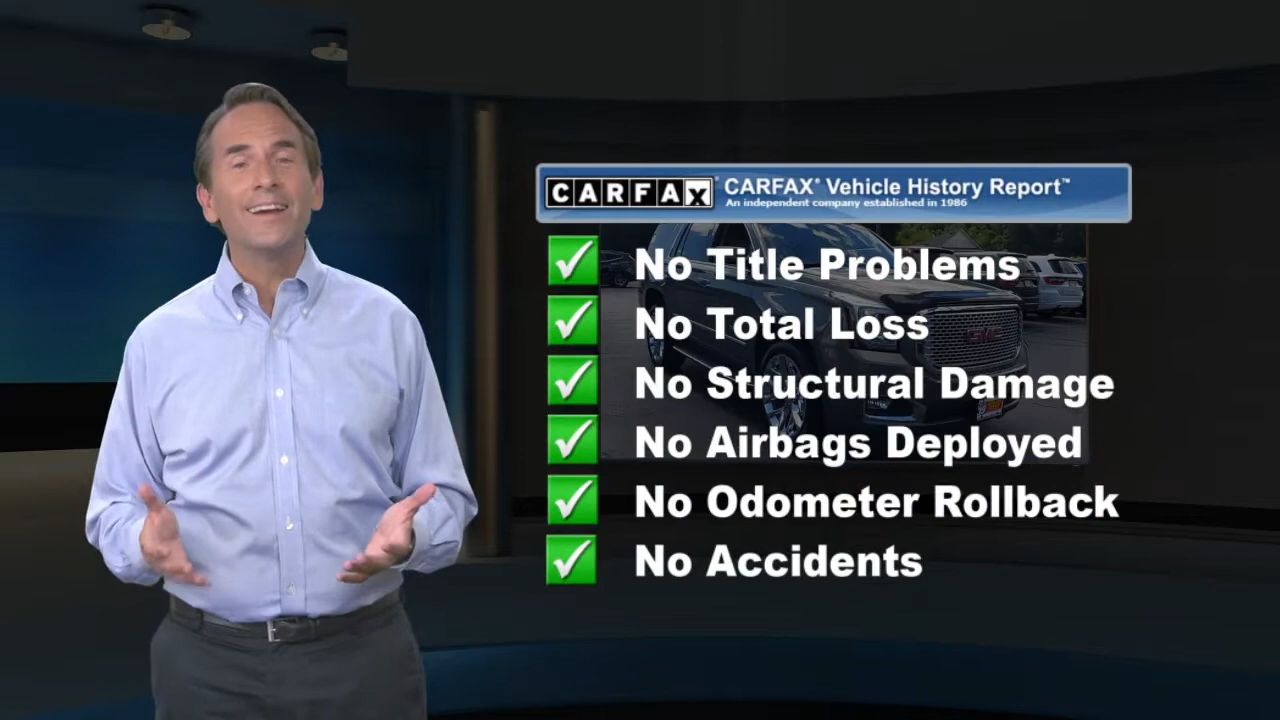 CARFAX CARFAX® Vehicle History Report™
An independent company established in 1986
No Title Problems
No Total Loss
No Structural Damage
No Airbags Deployed
No Odometer Rollback
No Accidents
GMC